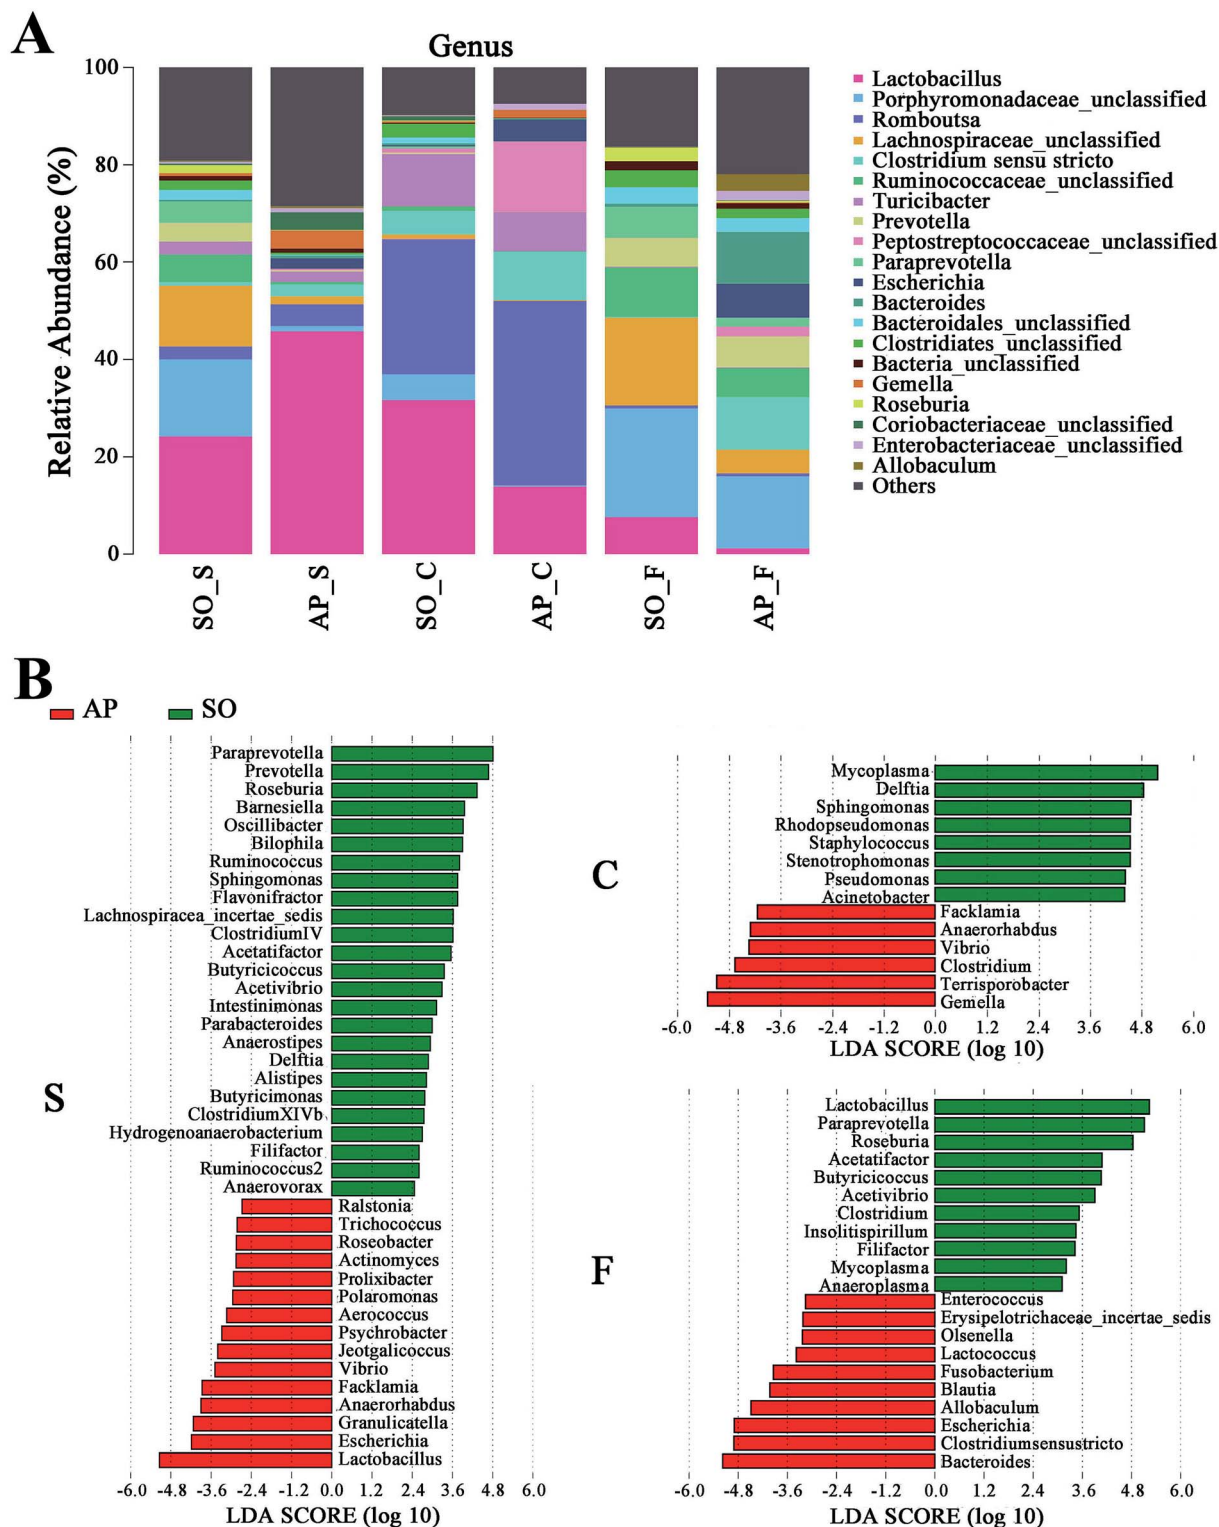 A
Genus
Relative Abundance (%)
100
80
60
40
20
0
SO_S
AP_S
SO_C
AP_C
SO_F
AP_F
Lactobacillus
Porphyromonadaceae_unclassified
Romboutsa
Lachnospiraceae_unclassified
Clostridium sensu stricto
Ruminococcaceae_unclassified
Turicibacter
Prevotella
Peptostreptococcaceae_unclassified
Paraprevotella
Escherichia
Bacteroides
Bacteroidales_unclassified
Clostridiates_unclassified
Bacteria_unclassified
Gemella
Roseburia
Coriobacteriaceae_unclassified
Enterobacteriaceae_unclassified
Allobaculum
Others
B
AP
SO
S
Paraprevotella
Prevotella
Roseburia
Barnesiella
Oscillibacter
Bilophila
Ruminococcus
Sphingomonas
Flavonifractor
Lachnospiracea_incertae_sedis
ClostridiumIV
Acetatifactor
Butyricicoccus
Acetivibrio
Intestinimonas
Parabacteroides
Anaerostipes
Delftia
Alistipes
Butyricimonas
ClostridiumXIVb
Hydrogenoanaerobacterium
Filifactor
Ruminococcus2
Anaerovorax
Ralstonia
Trichococcus
Roseobacter
Actinomyces
Prolixibacter
Polaromonas
Aerococcus
Psychrobacter
Jeotgalicoccus
Vibrio
Facklamia
Anaerorhabdus
Granulicatella
Escherichia
Lactobacillus
-6.0 -4.8 -3.6 -2.4 -1.2 0.0 1.2 2.4 3.6 4.8 6.0
LDA SCORE (log 10)
C
Mycoplasma
Delftia
Sphingomonas
Rhodopseudomonas
Staphylococcus
Stenotrophomonas
Pseudomonas
Acinetobacter
Facklamia
Anaerorhabdus
Vibrio
Clostridium
Terrisporobacter
Gemella
-6.0 -4.8 -3.6 -2.4 -1.2 0.0 1.2 2.4 3.6 4.8 6.0
LDA SCORE (log 10)
F
Lactobacillus
Paraprevotella
Roseburia
Acetatifactor
Butyricicoccus
Acetivibrio
Clostridium
Insolitispirillum
Filifactor
Mycoplasma
Anaeroplasma
Enterococcus
Erysipelotrichaceae_incertae_sedis
Olsenella
Lactococcus
Fusobacterium
Blautia
Allobaculum
Escherichia
Clostridiumsensustricto
Bacteroides
-6.0 -4.8 -3.6 -2.4 -1.2 0.0 1.2 2.4 3.6 4.8 6.0
LDA SCORE (log 10)